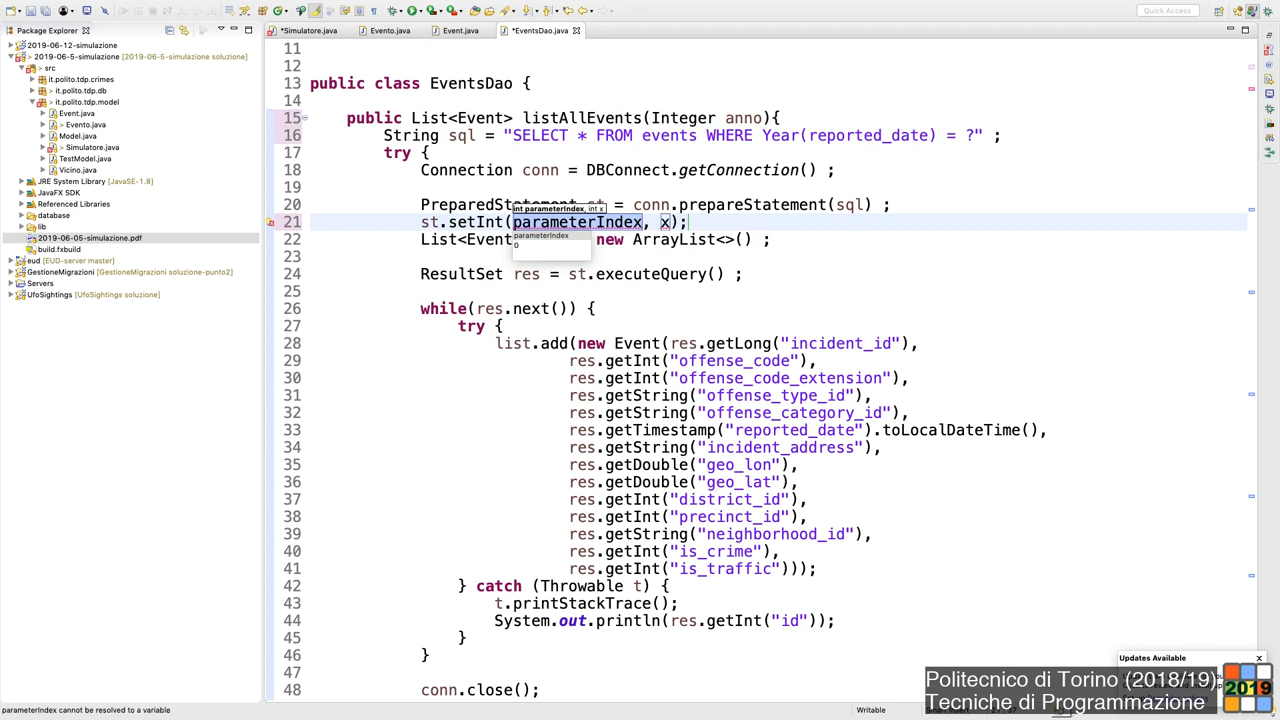 Quick Access
Package Explorer
*Simulatore.java
Evento.java
Event.java
*EventsDao.java
2019-06-12-simulazione
> 2019-06-5-simulazione [2019-06-5-simulazione soluzione]
> src
it.polito.tdp.crimes
> it.polito.tdp.db
> it.polito.tdp.model
Event.java
> Evento.java
Model.java
> Simulatore.java
TestModel.java
Vicino.java
JRE System Library [JavaSE-1.8]
JavaFX SDK
Referenced Libraries
database
lib
2019-06-05-simulazione.pdf
build.fxbuild
eud [EUD-server master]
GestioneMigrazioni [GestioneMigrazioni soluzione-punto2]
Servers
UfoSightings [UfoSightings soluzione]
11
12
13 public class EventsDao {
14
15 public List<Event> listAllEvents(Integer anno){
16 String sql = "SELECT * FROM events WHERE Year(reported_date) = ?" ;
17 try {
18 Connection conn = DBConnect.getConnection() ;
19
20 PreparedStatement st = conn.prepareStatement(sql) ;
int parameterIndex, int x
21 st.setInt(parameterIndex, x);
parameterIndex
22 List<Event new ArrayList<>() ;
0
23
24 ResultSet res = st.executeQuery() ;
25
26 while(res.next()) {
27 try {
28 list.add(new Event(res.getLong("incident_id"),
29 res.getInt("offense_code"),
30 res.getInt("offense_code_extension"),
31 res.getString("offense_type_id"),
32 res.getString("offense_category_id"),
33 res.getTimestamp("reported_date").toLocalDateTime(),
34 res.getString("incident_address"),
35 res.getDouble("geo_lon"),
36 res.getDouble("geo_lat"),
37 res.getInt("district_id"),
38 res.getInt("precinct_id"),
39 res.getString("neighborhood_id"),
40 res.getInt("is_crime"),
41 res.getInt("is_traffic")));
42 } catch (Throwable t) {
43 t.printStackTrace();
44 System.out.println(res.getInt("id"));
45 }
46 }
47
48 conn.close();
Updates Available
Politecnico di Torino (2018/19)
Tecniche di Programmazione
2019
parameterIndex cannot be resolved to a variable
Writable